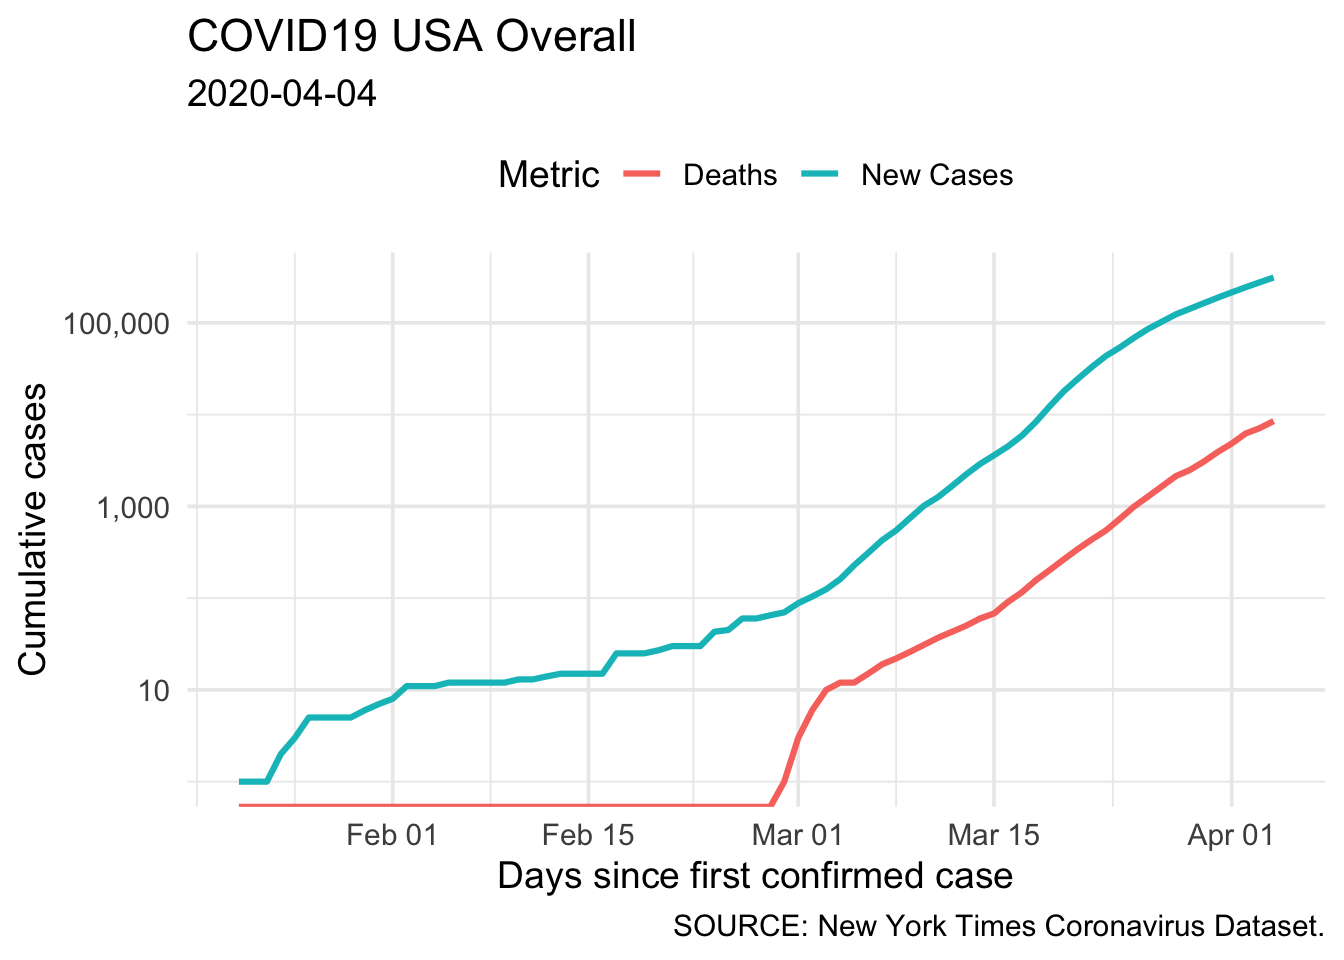 COVID19 USA Overall
2020-04-04
Metric Deaths New Cases
Cumulative cases
100,000
1,000
10
Feb 01 Feb 15 Mar 01 Mar 15 Apr 01
Days since first confirmed case
SOURCE: New York Times Coronavirus Dataset.